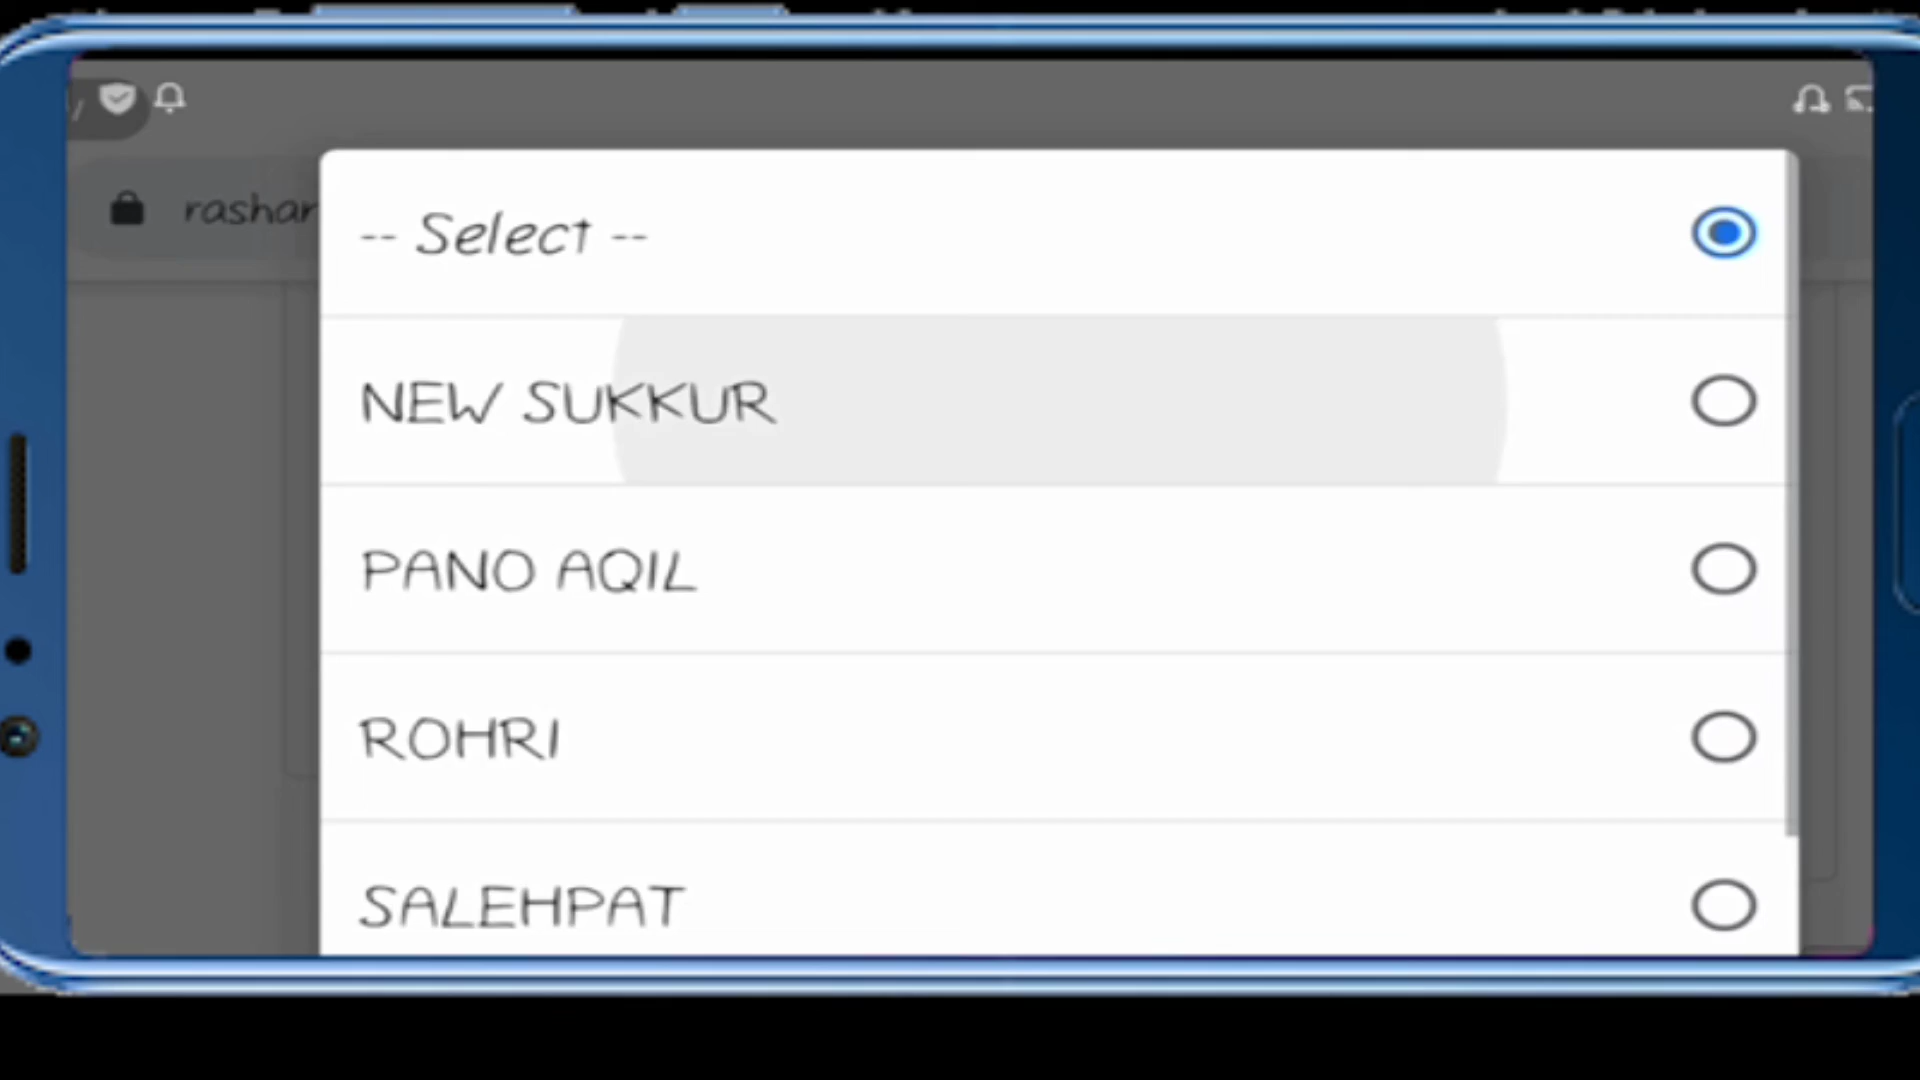 rashar
-- Select --
NEW SUKKUR
PANO AQIL
ROHRI
SALEHPAT